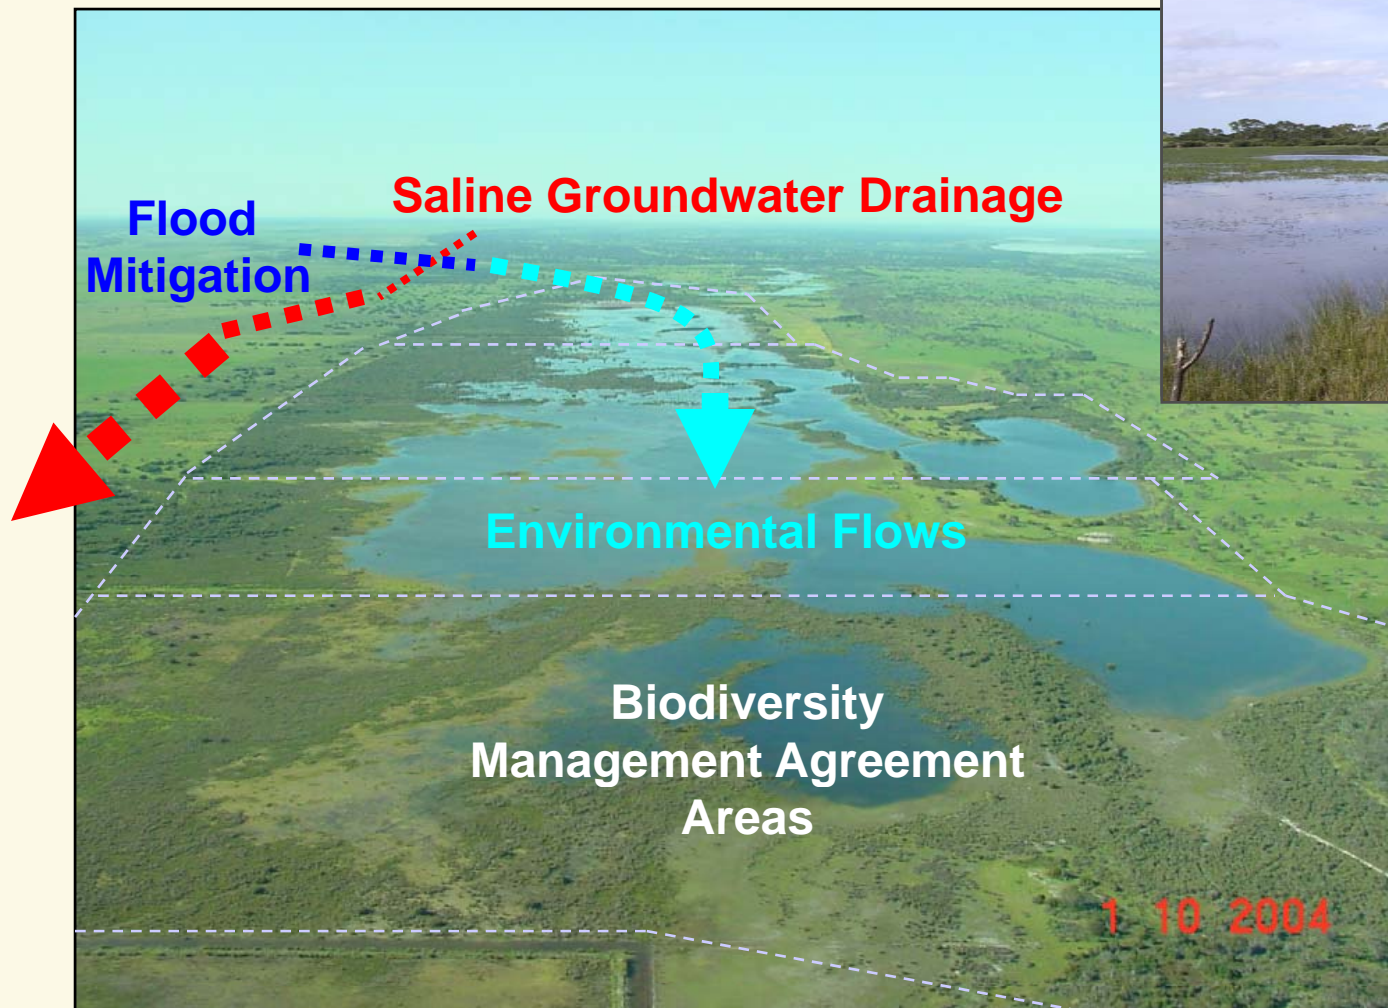 Saline Groundwater Drainage
Flood
Mitigation
Environmental Flows
Biodiversity
Management Agreement
Areas
1 10 2004